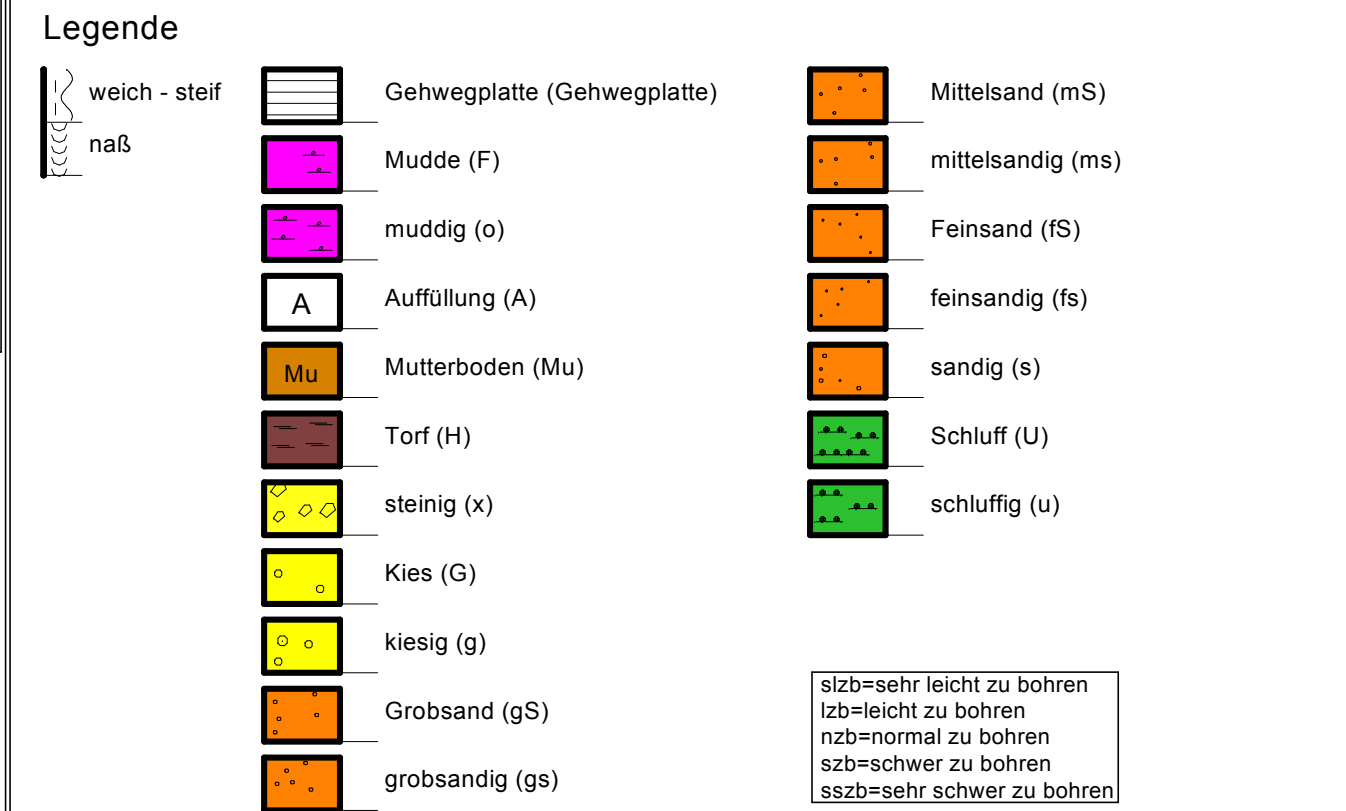 Legende
weich - steif
naß
Gehwegplatte (Gehwegplatte)
Mudde (F)
muddig (o)
A
Auffüllung (A)
Mu
Mutterboden (Mu)
Torf (H)
steinig (x)
Kies (G)
kiesig (g)
Grobsand (gS)
grobsandig (gs)
Mittelsand (mS)
mittelsandig (ms)
Feinsand (fS)
feinsandig (fs)
sandig (s)
Schluff (U)
schluffig (u)
slzb=sehr leicht zu bohren
lzb=leicht zu bohren
nzb=normal zu bohren
szb=schwer zu bohren
sszb=sehr schwer zu bohren